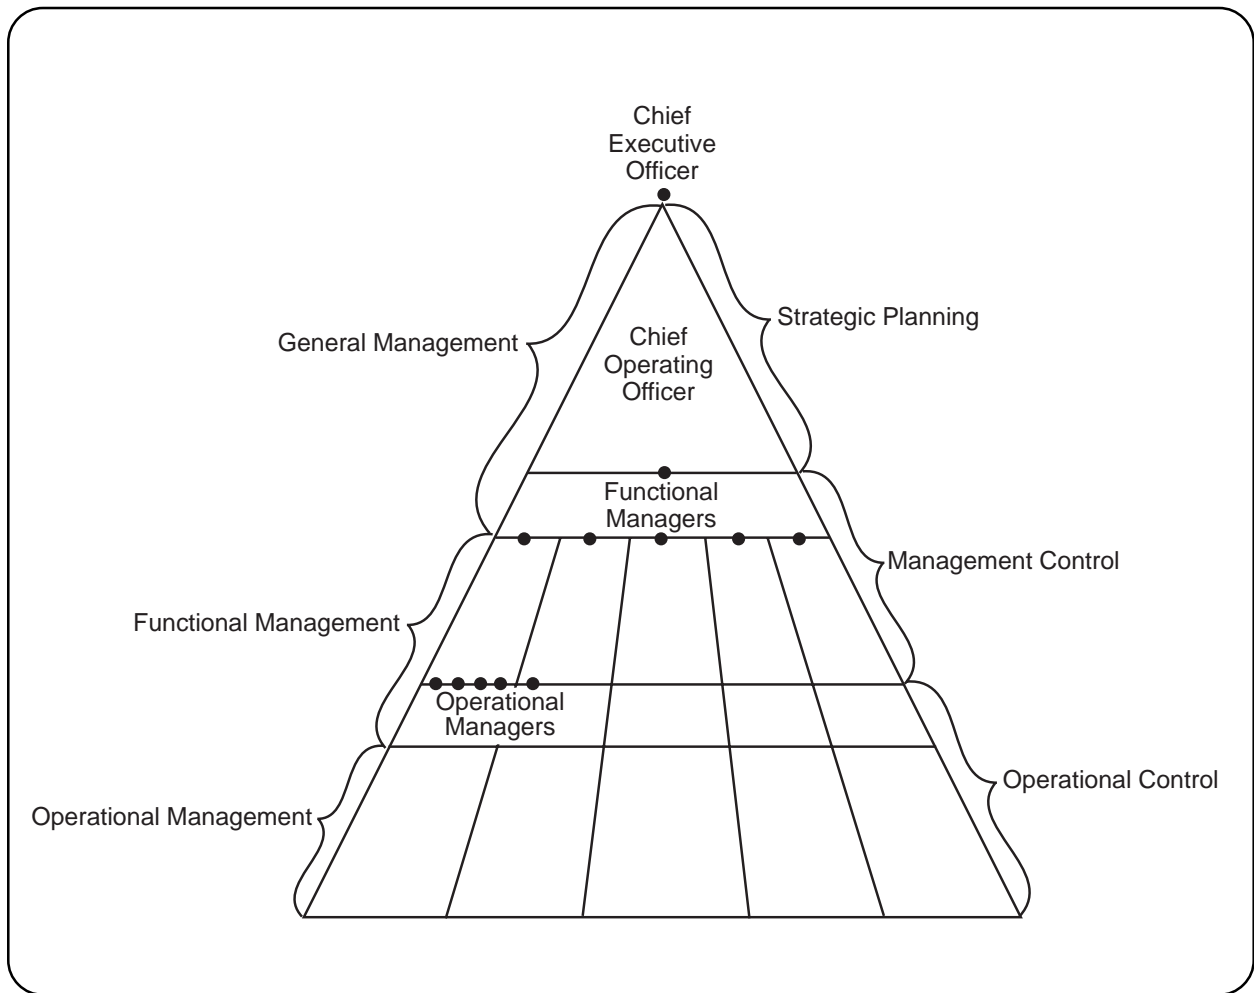 Chief
Executive
Officer
Strategic Planning
General Management
Chief
Operating
Officer
Functional
Managers
Management Control
Functional Management
Operational
Managers
Operational Control
Operational Management